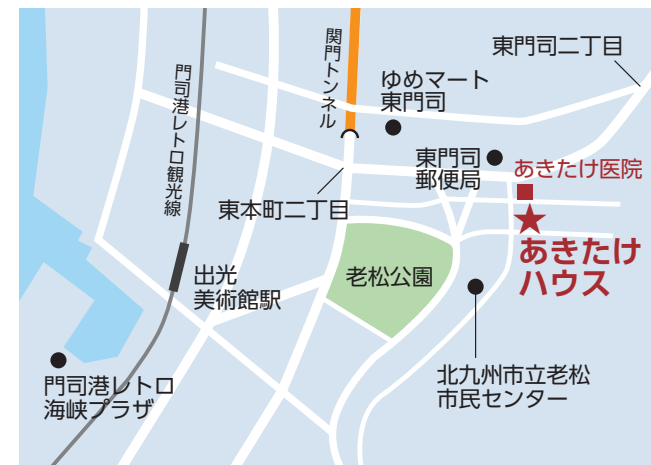 東門司二丁目
関門トンネル
門司港レトロ観光線
ゆめマート
東門司
東門司
郵便局
あきたけ医院
東本町二丁目
あきたけ
ハウス
出光
美術館駅
老松公園
門司港レトロ
海峡プラザ
北九州市立老松
市民センター